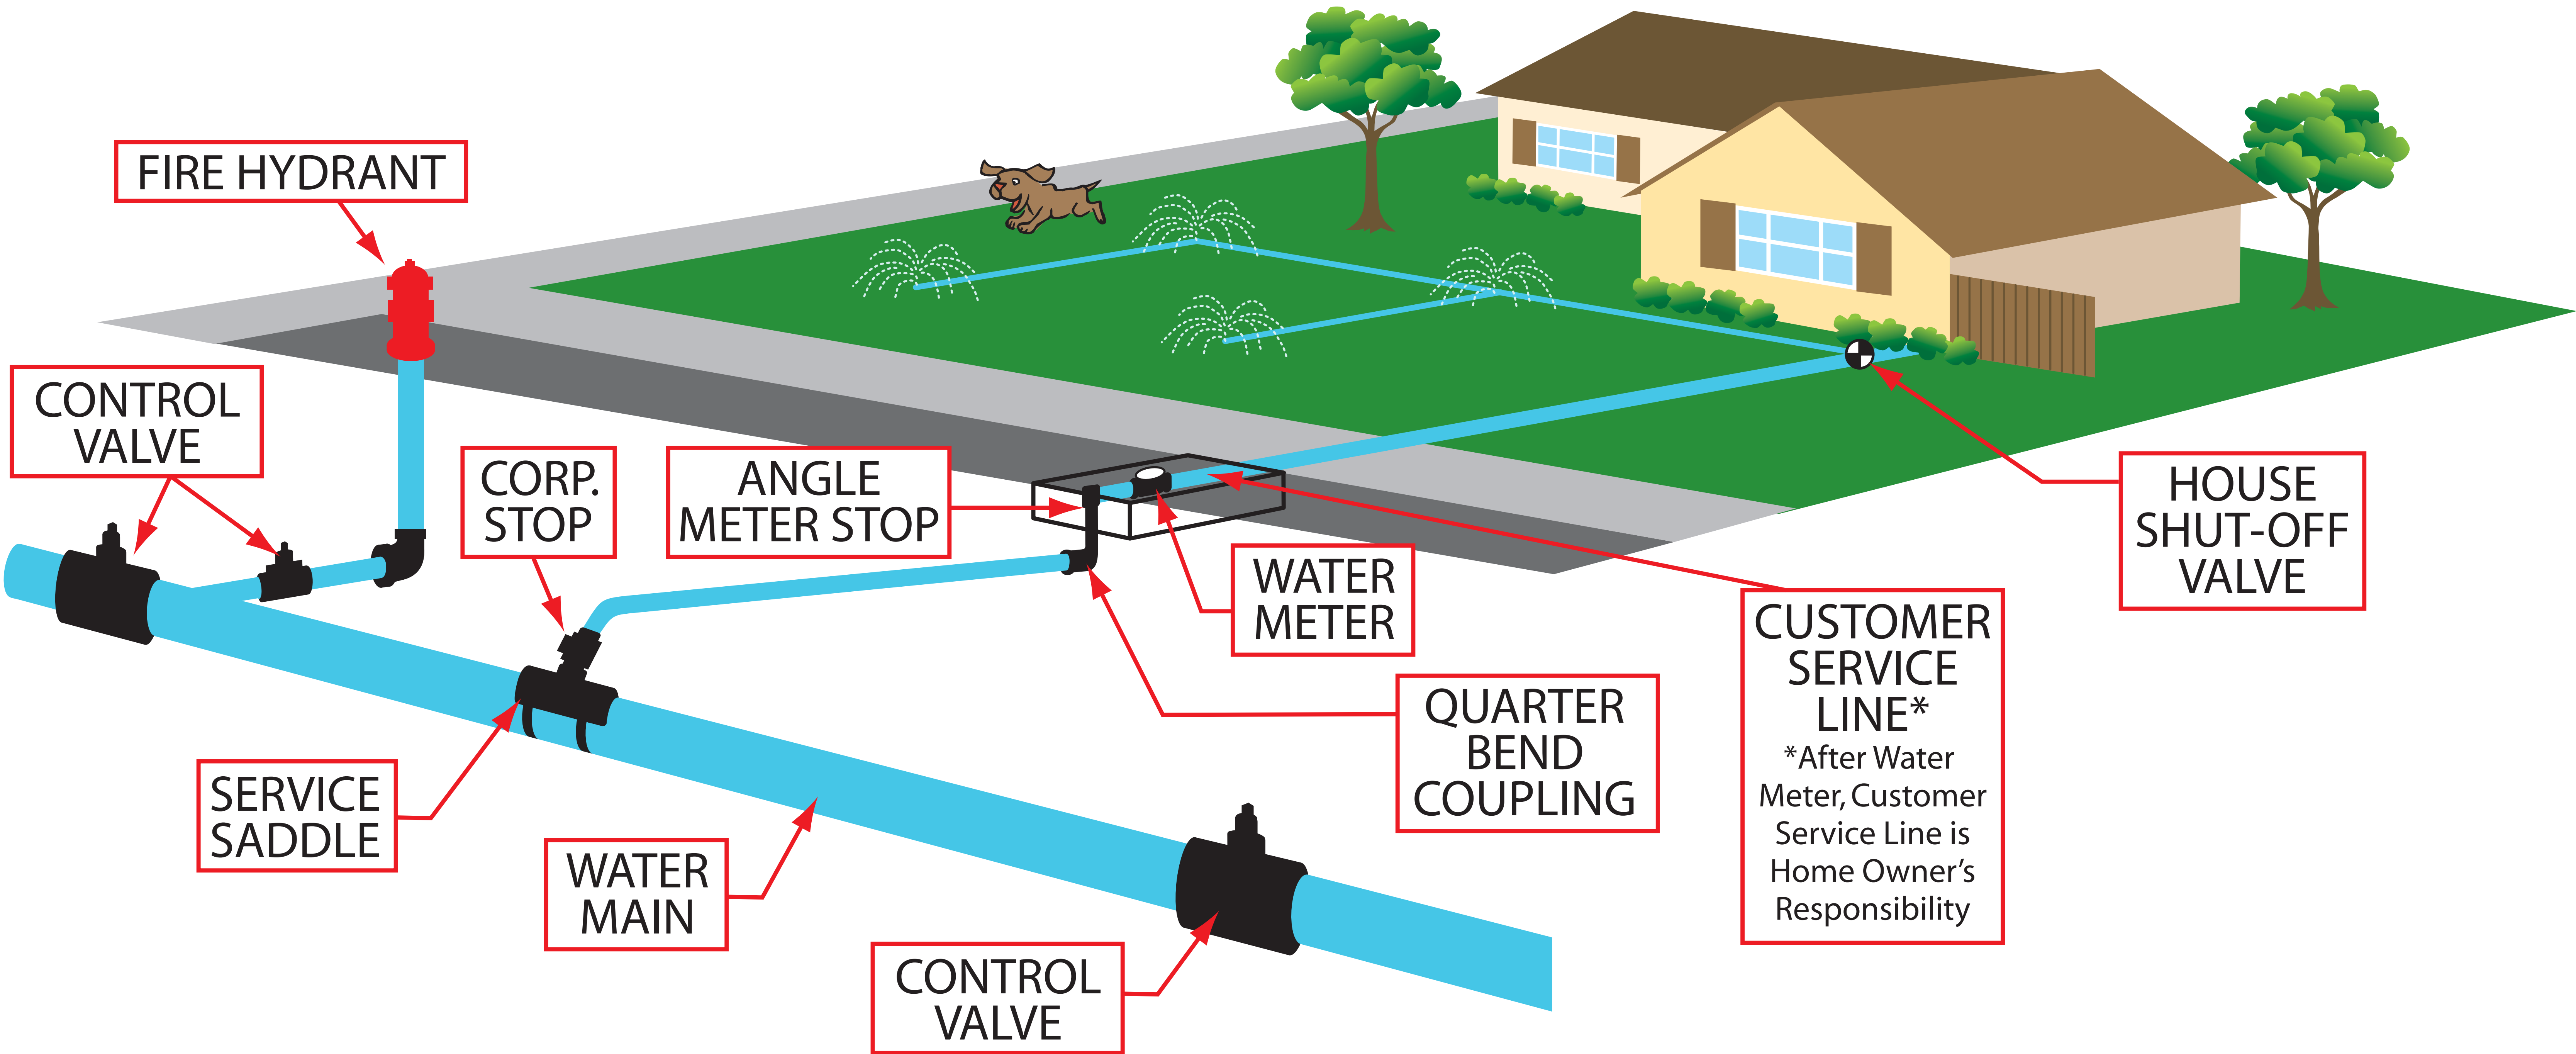 FIRE HYDRANT
CONTROL
VALVE
CORP.
STOP
ANGLE
METER STOP
HOUSE
SHUT-OFF
VALVE
WATER
METER
CUSTOMER
SERVICE
LINE*
*After Water
Meter, Customer
Service Line is
Home Owner’s
Responsibility
QUARTER
BEND
COUPLING
SERVICE
SADDLE
WATER
MAIN
CONTROL
VALVE